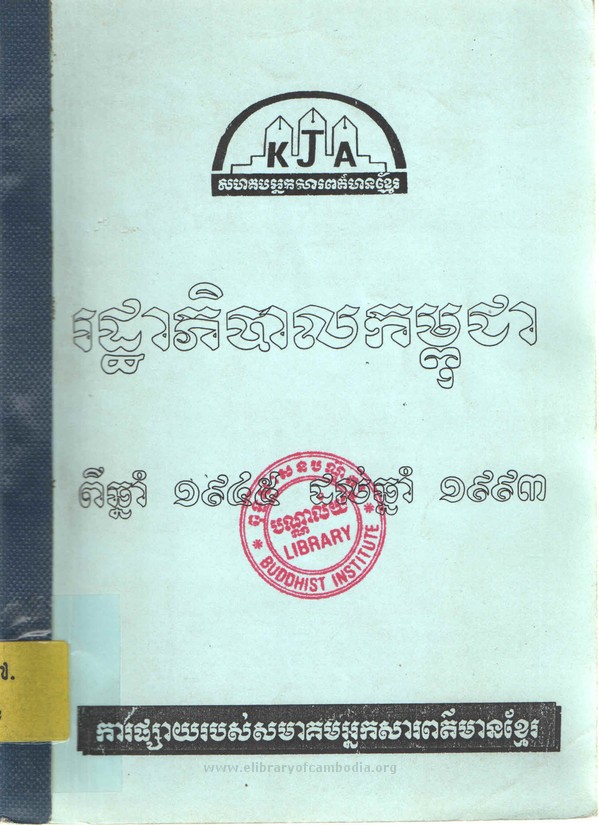 KJA
សមាគមអ្នកសារព័ត៌មានខ្មែរ
រដ្ឋាភិបាលកម្ពុជា
ពីឆ្នាំ ១៩៤៥ ដល់ឆ្នាំ ១៩៩៣
បណ្ណាល័យ
LIBRARY
* BUDDHIST INSTITUTE *
ការផ្សាយរបស់សមាគមអ្នកសារព័ត៌មានខ្មែរ
www.elibraryofcambodia.org